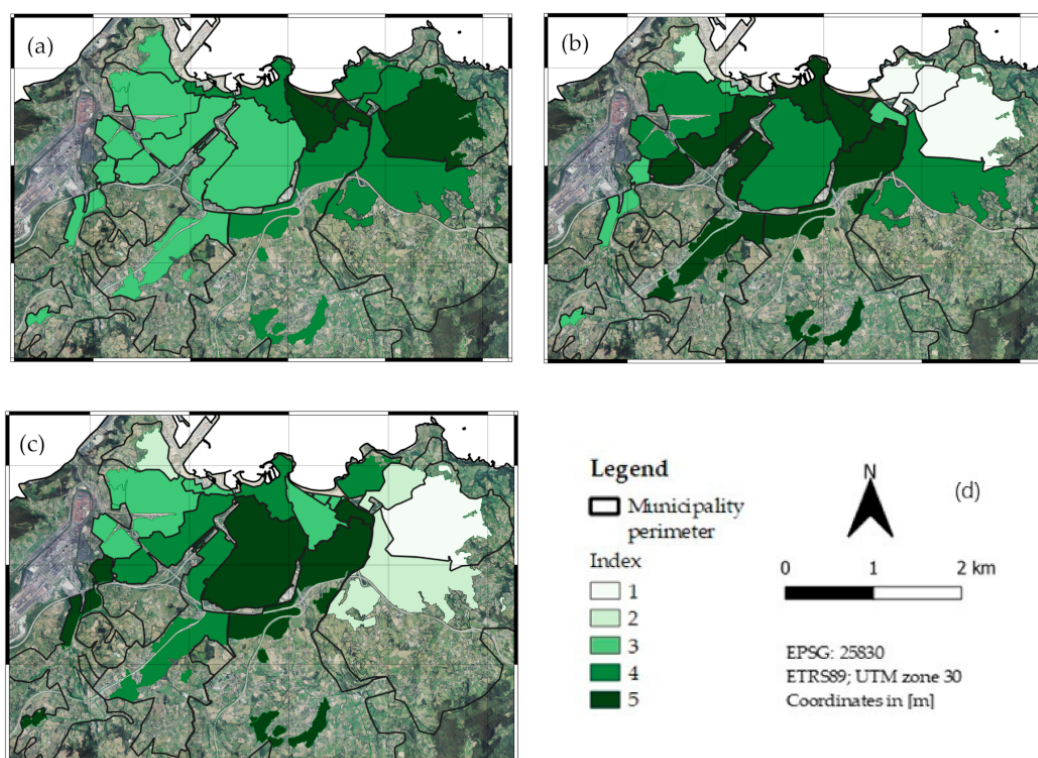 (a)
(b)
(c)
Legend
Municipality
perimeter
Index
1
2
3
4
5
N
(d)
0 1 2 km
EPSG: 25830
ETRS89; UTM zone 30
Coordinates in [m]